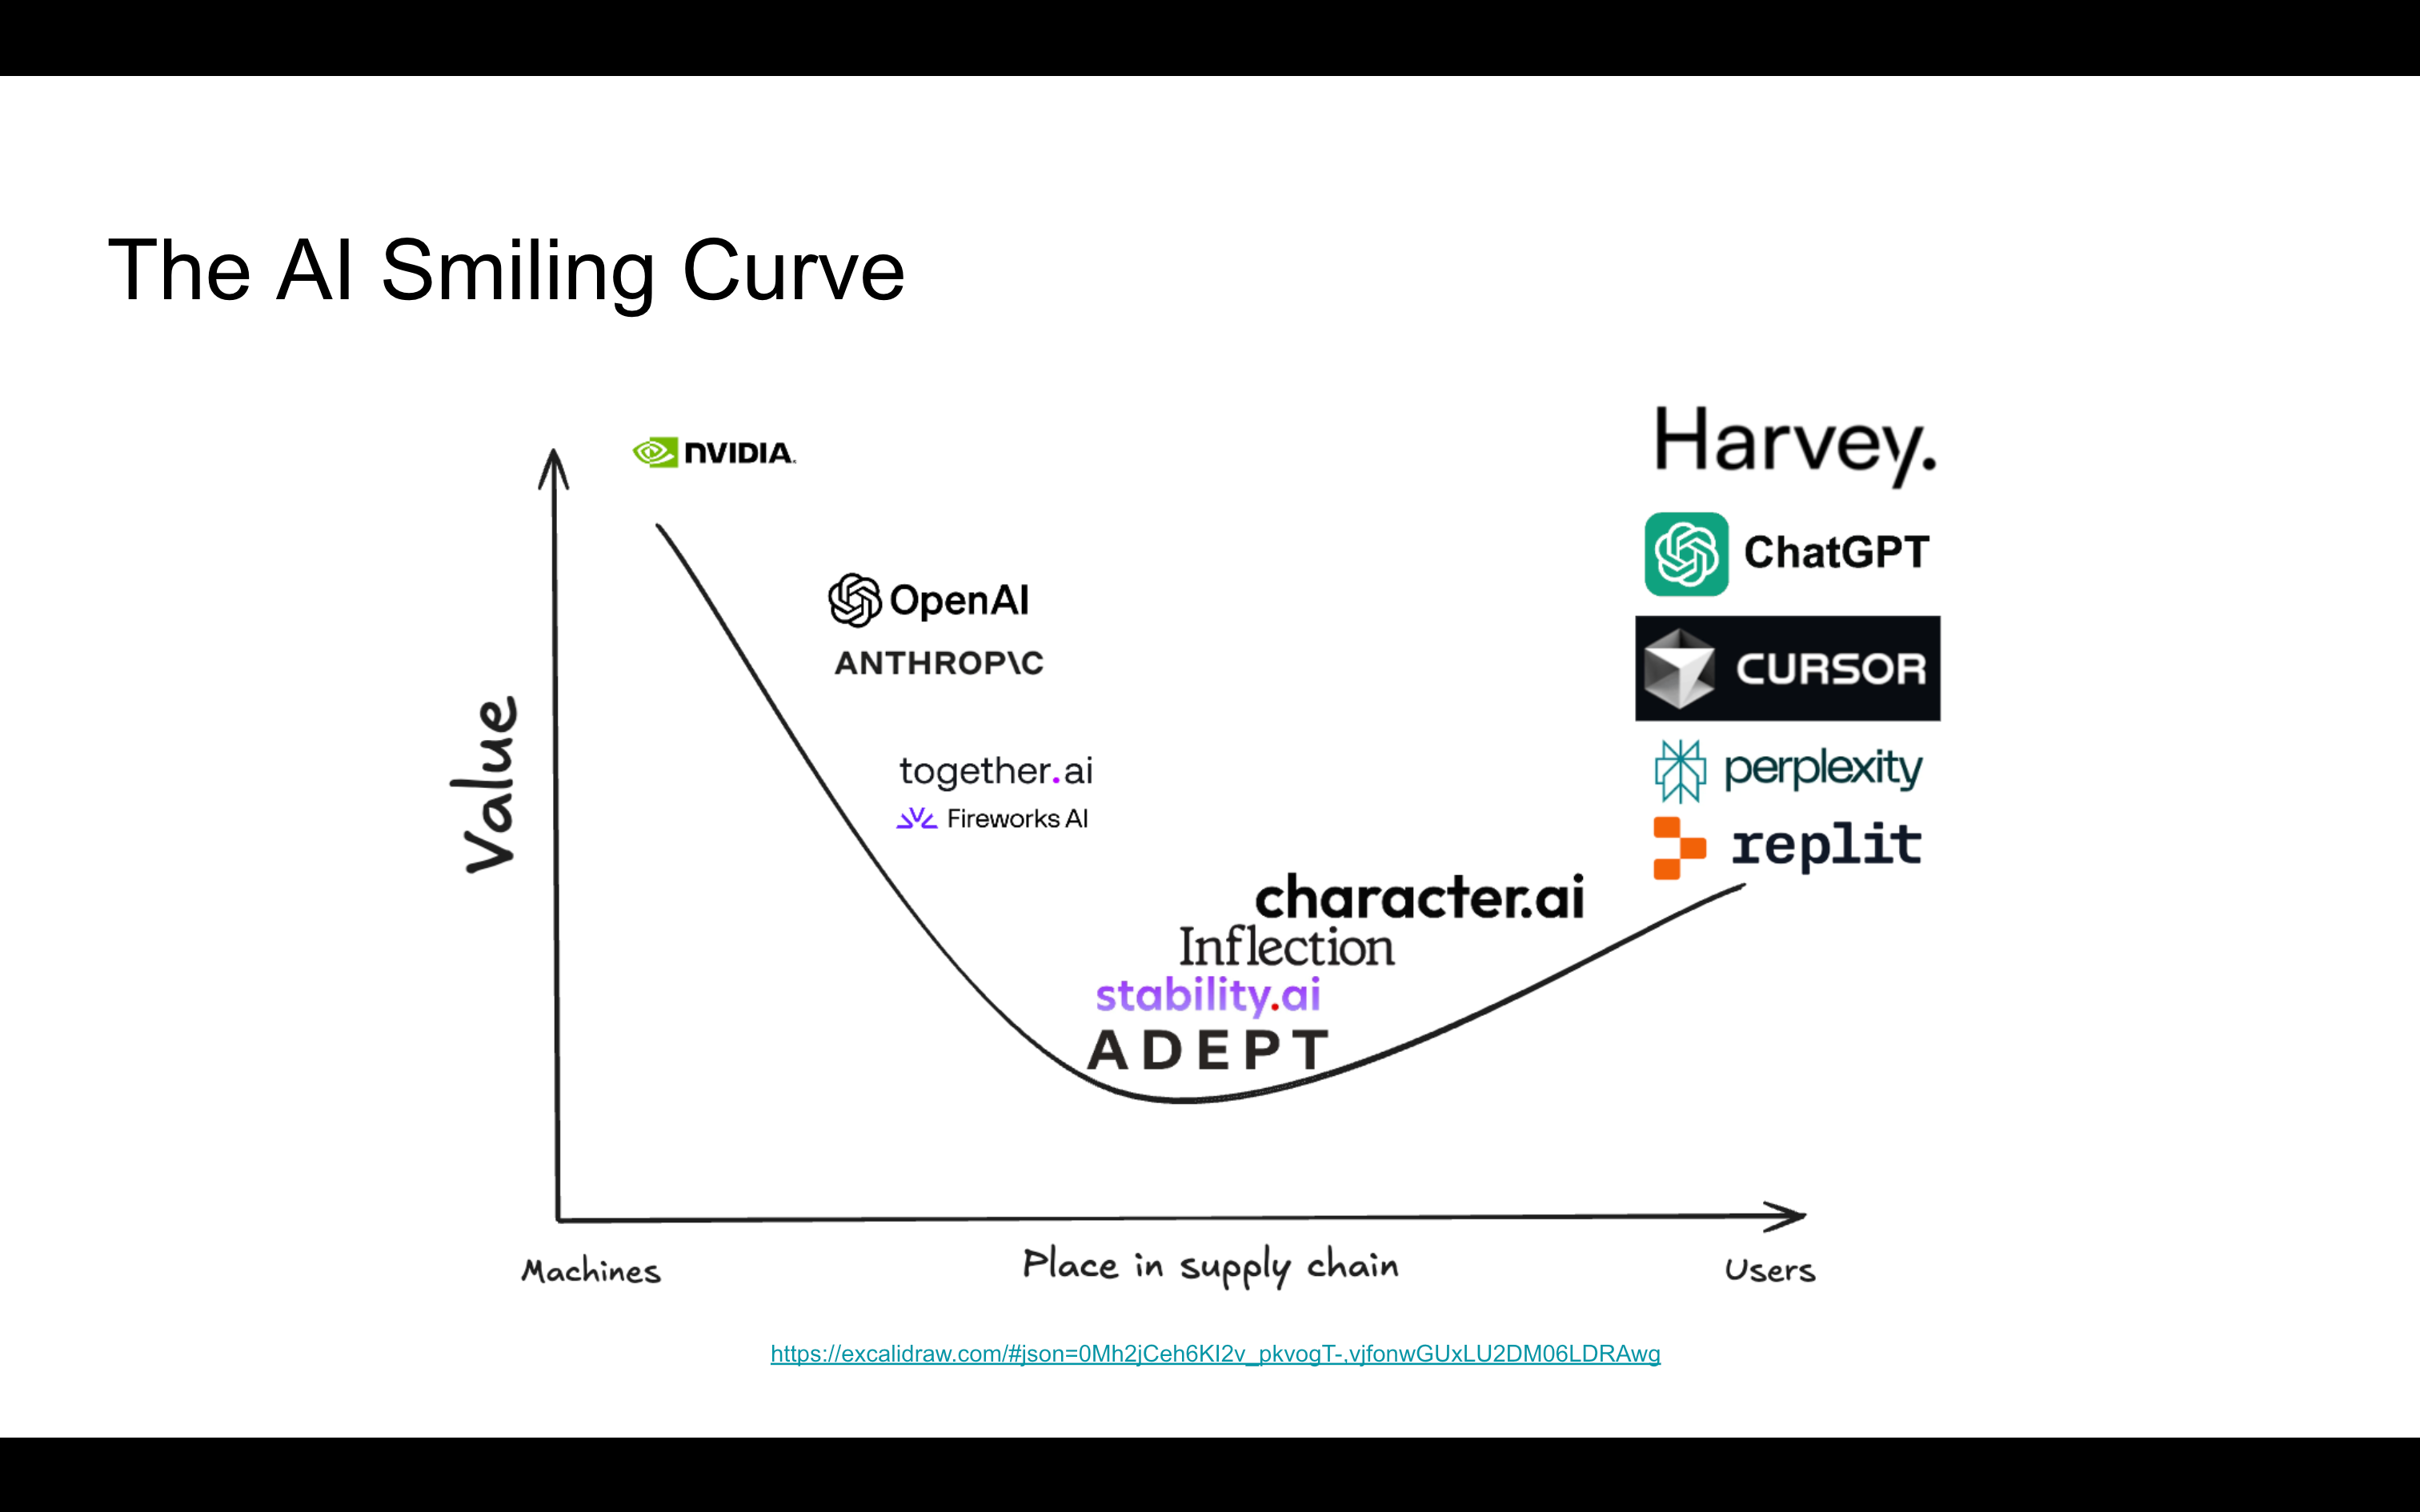 The AI Smiling Curve
NVIDIA.
Harvey.
OpenAI
ChatGPT
ANTHROP\C
CURSOR
Value
together.ai
perplexity
Fireworks AI
replit
character.ai
Inflection
stability.ai
ADEPT
Machines
Place in supply chain
Users
https://excalidraw.com/#json=0Mh2jCeh6KI2v_pkvogT-,vjfonwGUxLU2DM06LDRAwg